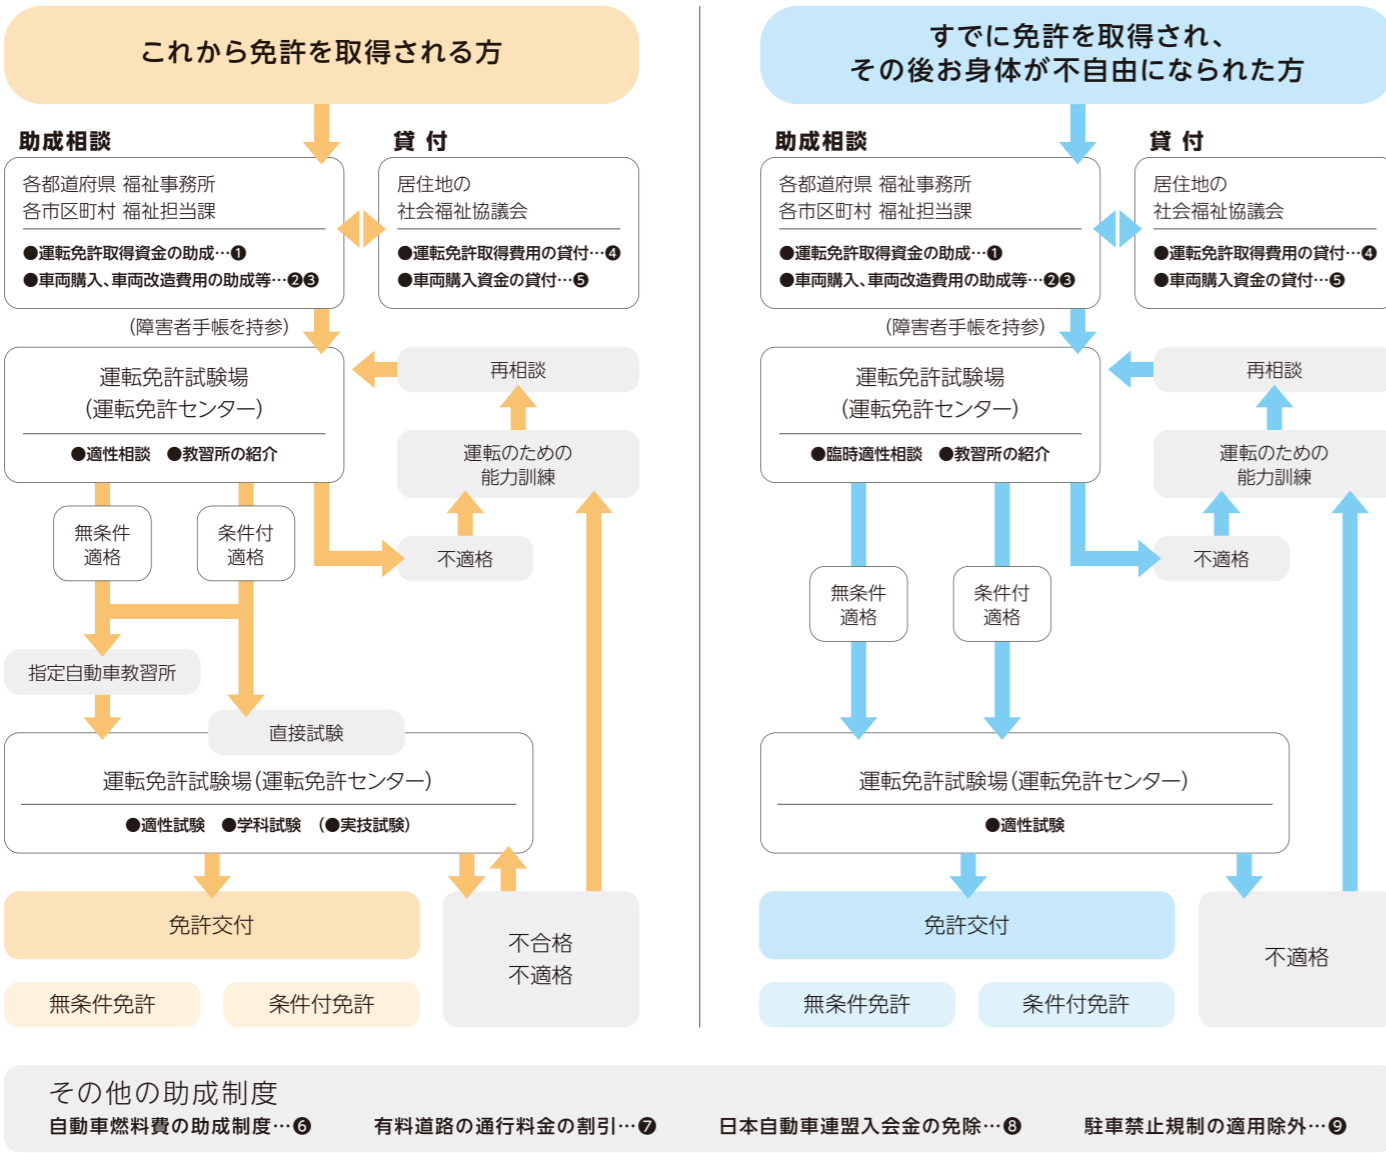 これから免許を取得される方
助成相談
貸 付
各都道府県 福祉事務所
各市区町村 福祉担当課
●運転免許取得資金の助成…❶
●車両購入、車両改造費用の助成等…❷❸
居住地の
社会福祉協議会
●運転免許取得費用の貸付…❹
●車両購入資金の貸付…❺
(障害者手帳を持参)
運転免許試験場
(運転免許センター)
●適性相談 ●教習所の紹介
再相談
運転のための
能力訓練
不適格
無条件
適格
条件付
適格
指定自動車教習所
直接試験
運転免許試験場(運転免許センター)
●適性試験 ●学科試験 (●実技試験)
免許交付
無条件免許
条件付免許
不合格
不適格
すでに免許を取得され、
その後お身体が不自由になられた方
助成相談
貸 付
各都道府県 福祉事務所
各市区町村 福祉担当課
●運転免許取得資金の助成…❶
●車両購入、車両改造費用の助成等…❷❸
居住地の
社会福祉協議会
●運転免許取得費用の貸付…❹
●車両購入資金の貸付…❺
(障害者手帳を持参)
運転免許試験場
(運転免許センター)
●臨時適性相談 ●教習所の紹介
再相談
運転のための
能力訓練
不適格
無条件
適格
条件付
適格
運転免許試験場(運転免許センター)
●適性試験
免許交付
無条件免許
条件付免許
不適格
その他の助成制度
自動車燃料費の助成制度…❻ 有料道路の通行料金の割引…❼ 日本自動車連盟入会金の免除…❽ 駐車禁止規制の適用除外…❾